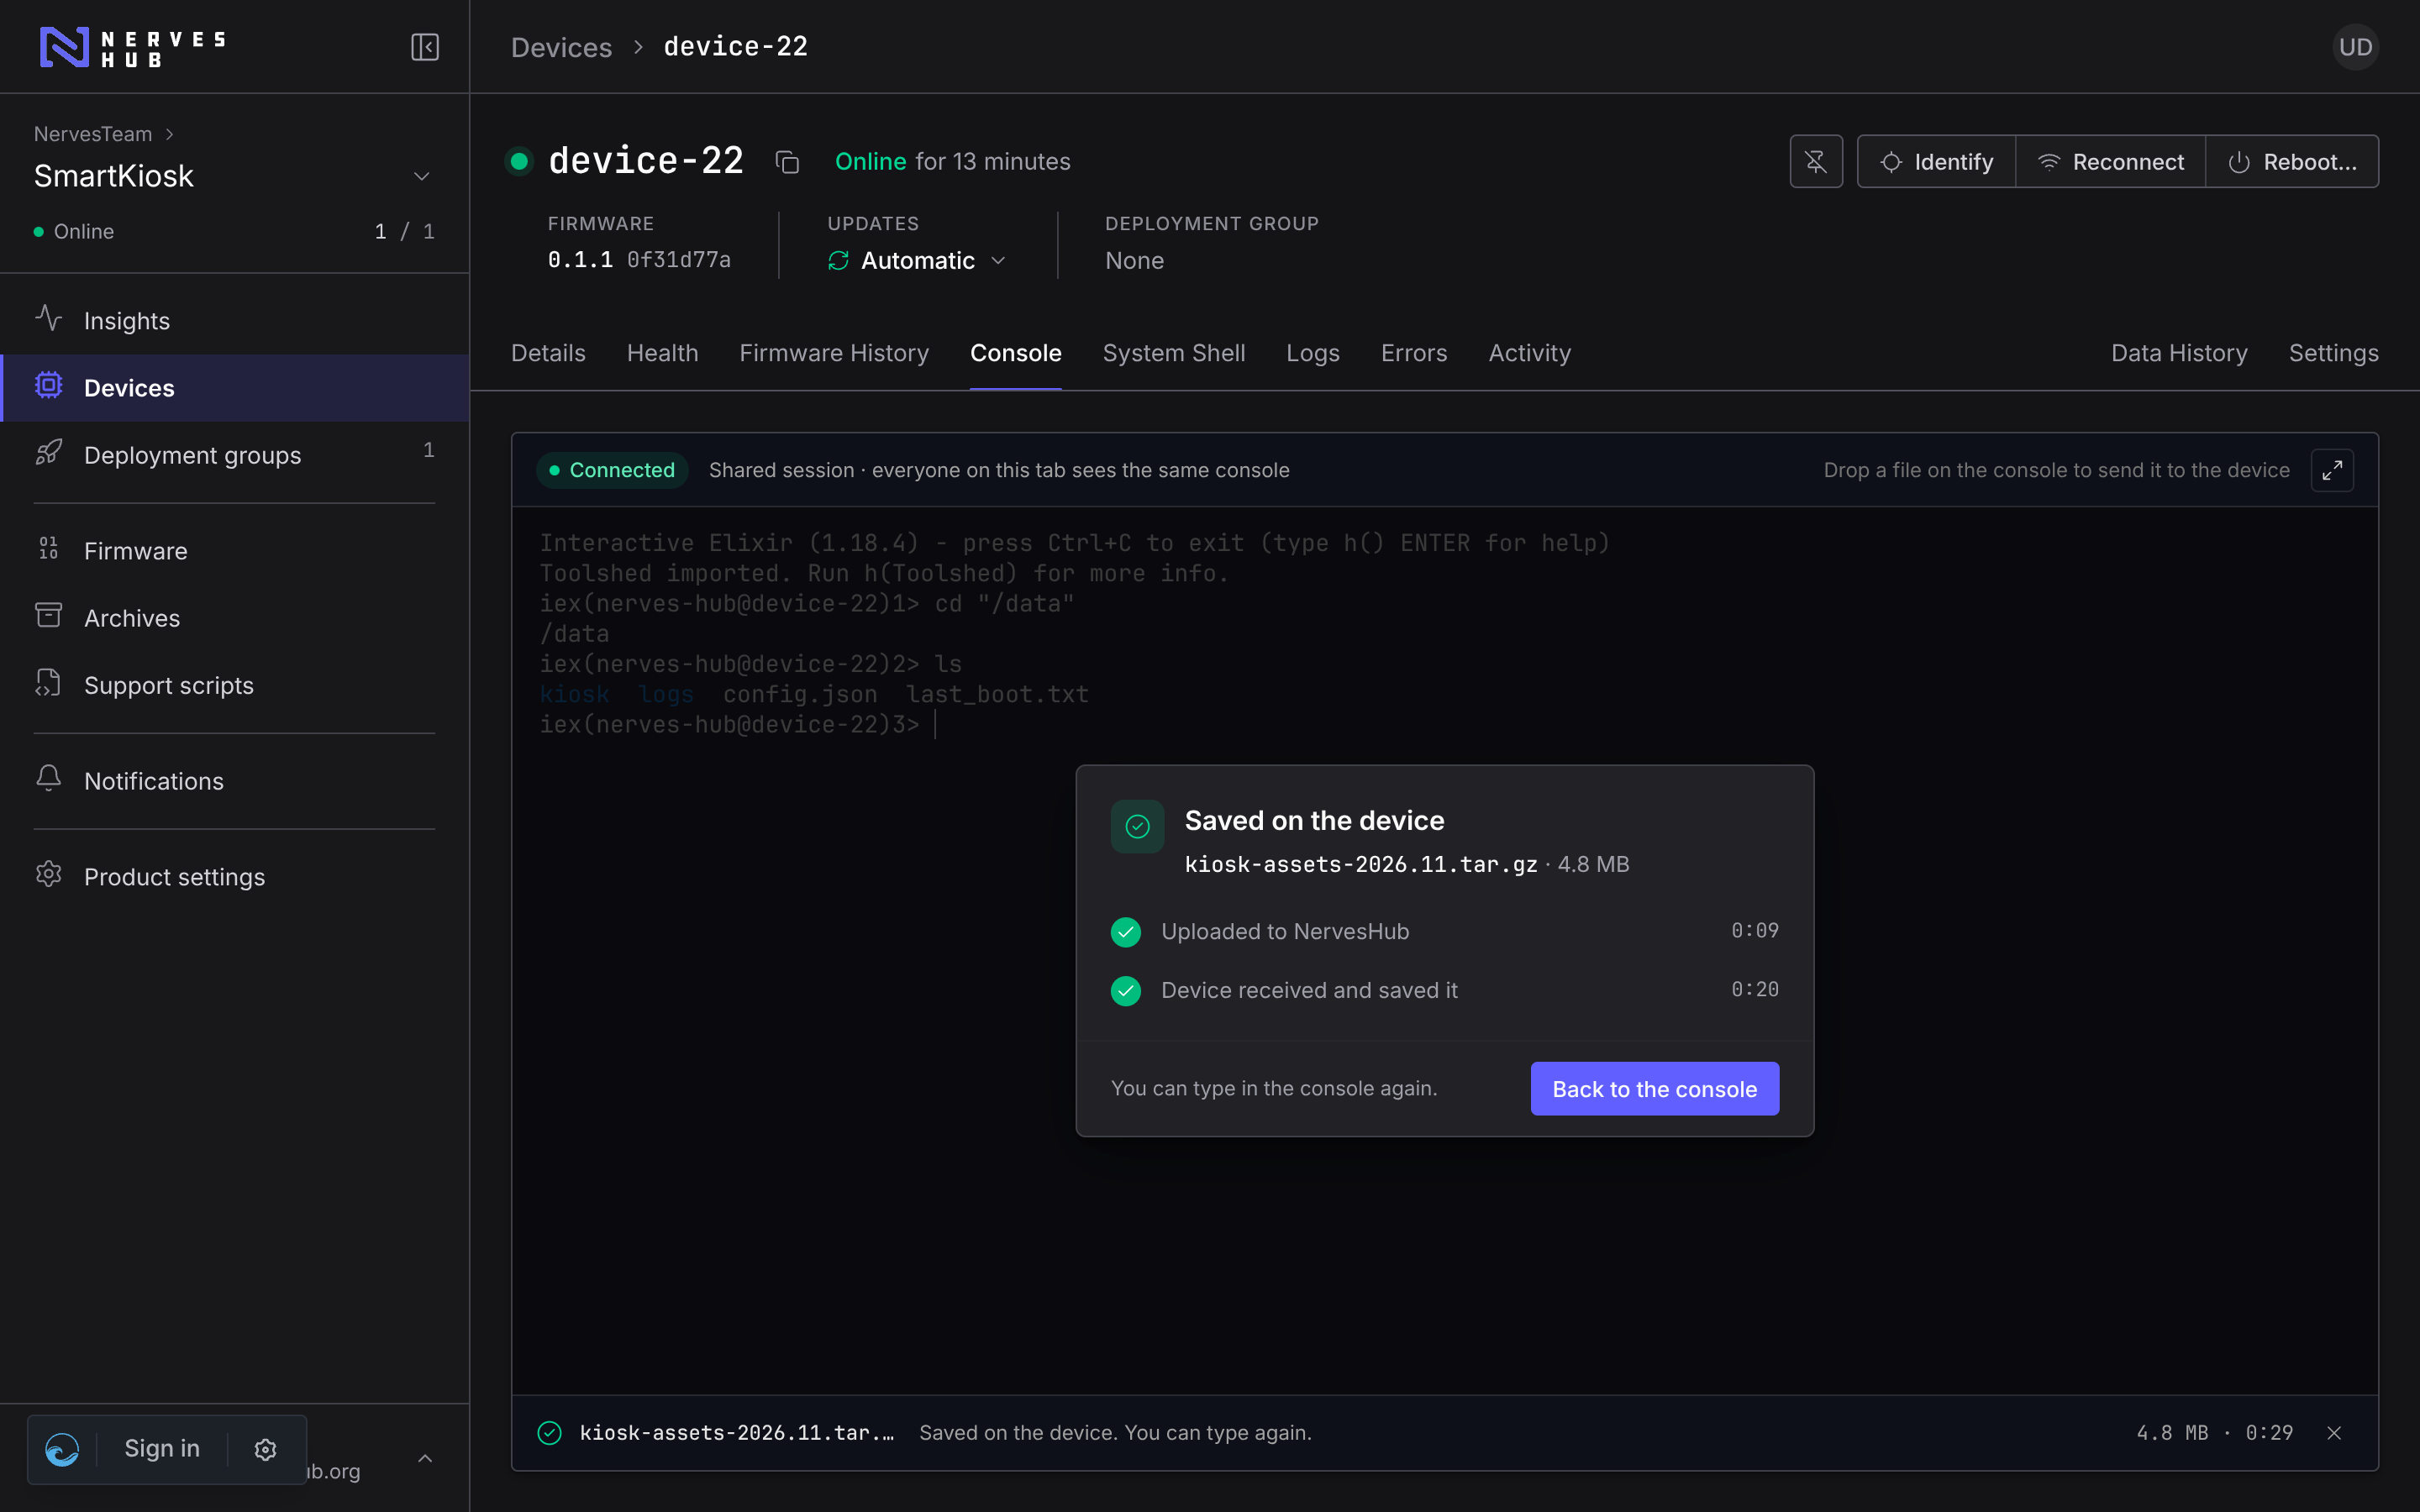 NERVES
HUB
Devices > device-22
UD
NervesTeam >
SmartKiosk
Online 1 / 1
Insights
Devices
Deployment groups 1
01
10
Firmware
Archives
Support scripts
Notifications
Product settings
Sign in
ub.org
device-22 Online for 13 minutes
Identify Reconnect Reboot...
FIRMWARE UPDATES DEPLOYMENT GROUP
0.1.1 0f31d77a Automatic None
Details Health Firmware History Console System Shell Logs Errors Activity Data History Settings
Connected Shared session · everyone on this tab sees the same console Drop a file on the console to send it to the device
Interactive Elixir (1.18.4) - press Ctrl+C to exit (type h() ENTER for help)
Toolshed imported. Run h(Toolshed) for more info.
iex(nerves-hub@device-22)1> cd "/data"
/data
iex(nerves-hub@device-22)2> ls
kiosk logs config.json last_boot.txt
iex(nerves-hub@device-22)3>
Saved on the device
kiosk-assets-2026.11.tar.gz · 4.8 MB
Uploaded to NervesHub 0:09
Device received and saved it 0:20
You can type in the console again. Back to the console
kiosk-assets-2026.11.tar.… Saved on the device. You can type again. 4.8 MB · 0:29